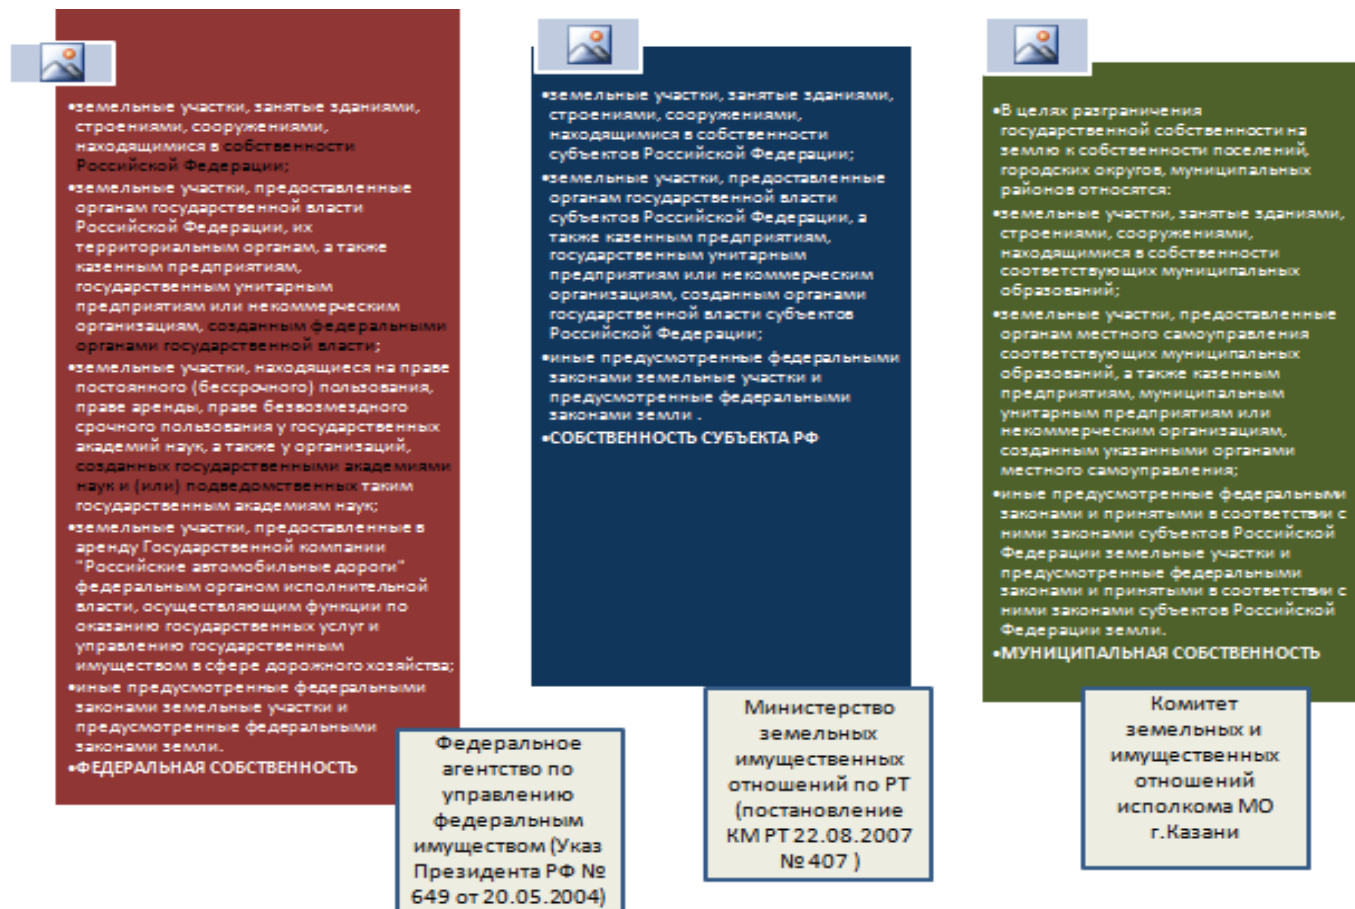 •земельные участки, занятые зданиями,
строениями, сооружениями,
находящимися в собственности
Российской Федерации;
•земельные участки, предоставленные
органам государственной власти
Российской Федерации, их
территориальным органам, а также
казенным предприятиям,
государственным унитарным
предприятиям или некоммерческим
организациям, созданным федеральными
органами государственной власти;
•земельные участки, находящиеся на праве
постоянного (бессрочного) пользования,
праве аренды, праве безвозмездного
срочного пользования у государственных
академий наук, а также у организаций,
созданных государственными академиями
наук и (или) подведомственных таким
государственным академиям наук;
•земельные участки, предоставленные в
аренду Государственной компании
"Российские автомобильные дороги"
федеральным органом исполнительной
власти, осуществляющим функции по
оказанию государственных услуг и
управлению государственным
имуществом в сфере дорожного хозяйства;
•иные предусмотренные федеральными
законами земельные участки и
предусмотренные федеральными
законами земли.
•ФЕДЕРАЛЬНАЯ СОБСТВЕННОСТЬ
Федеральное
агентство по
управлению
федеральным
имуществом (Указ
Президента РФ №
649 от 20.05.2004)
•земельные участки, занятые зданиями,
строениями, сооружениями,
находящимися в собственности
субъектов Российской Федерации;
•земельные участки, предоставленные
органам государственной власти
субъектов Российской Федерации, а
также казенным предприятиям,
государственным унитарным
предприятиям или некоммерческим
организациям, созданным органами
государственной власти субъектов
Российской Федерации;
•иные предусмотренные федеральными
законами земельные участки и
предусмотренные федеральными
законами земли .
•СОБСТВЕННОСТЬ СУБЪЕКТА РФ
Министерство
земельных
имущественных
отношений по РТ
(постановление
КМ РТ 22.08.2007
№ 407 )
•В целях разграничения
государственной собственности на
землю к собственности поселений,
городских округов, муниципальных
районов относятся:
•земельные участки, занятые зданиями,
строениями, сооружениями,
находящимися в собственности
соответствующих муниципальных
образований;
•земельные участки, предоставленные
органам местного самоуправления
соответствующих муниципальных
образований, а также казенным
предприятиям, муниципальным
унитарным предприятиям или
некоммерческим организациям,
созданным указанными органами
местного самоуправления;
•иные предусмотренные федеральными
законами и принятыми в соответствии с
ними законами субъектов Российской
Федерации земельные участки и
предусмотренные федеральными
законами и принятыми в соответствии с
ними законами субъектов Российской
Федерации земли.
•МУНИЦИПАЛЬНАЯ СОБСТВЕННОСТЬ
Комитет
земельных и
имущественных
отношений
исполкома МО
г.Казани